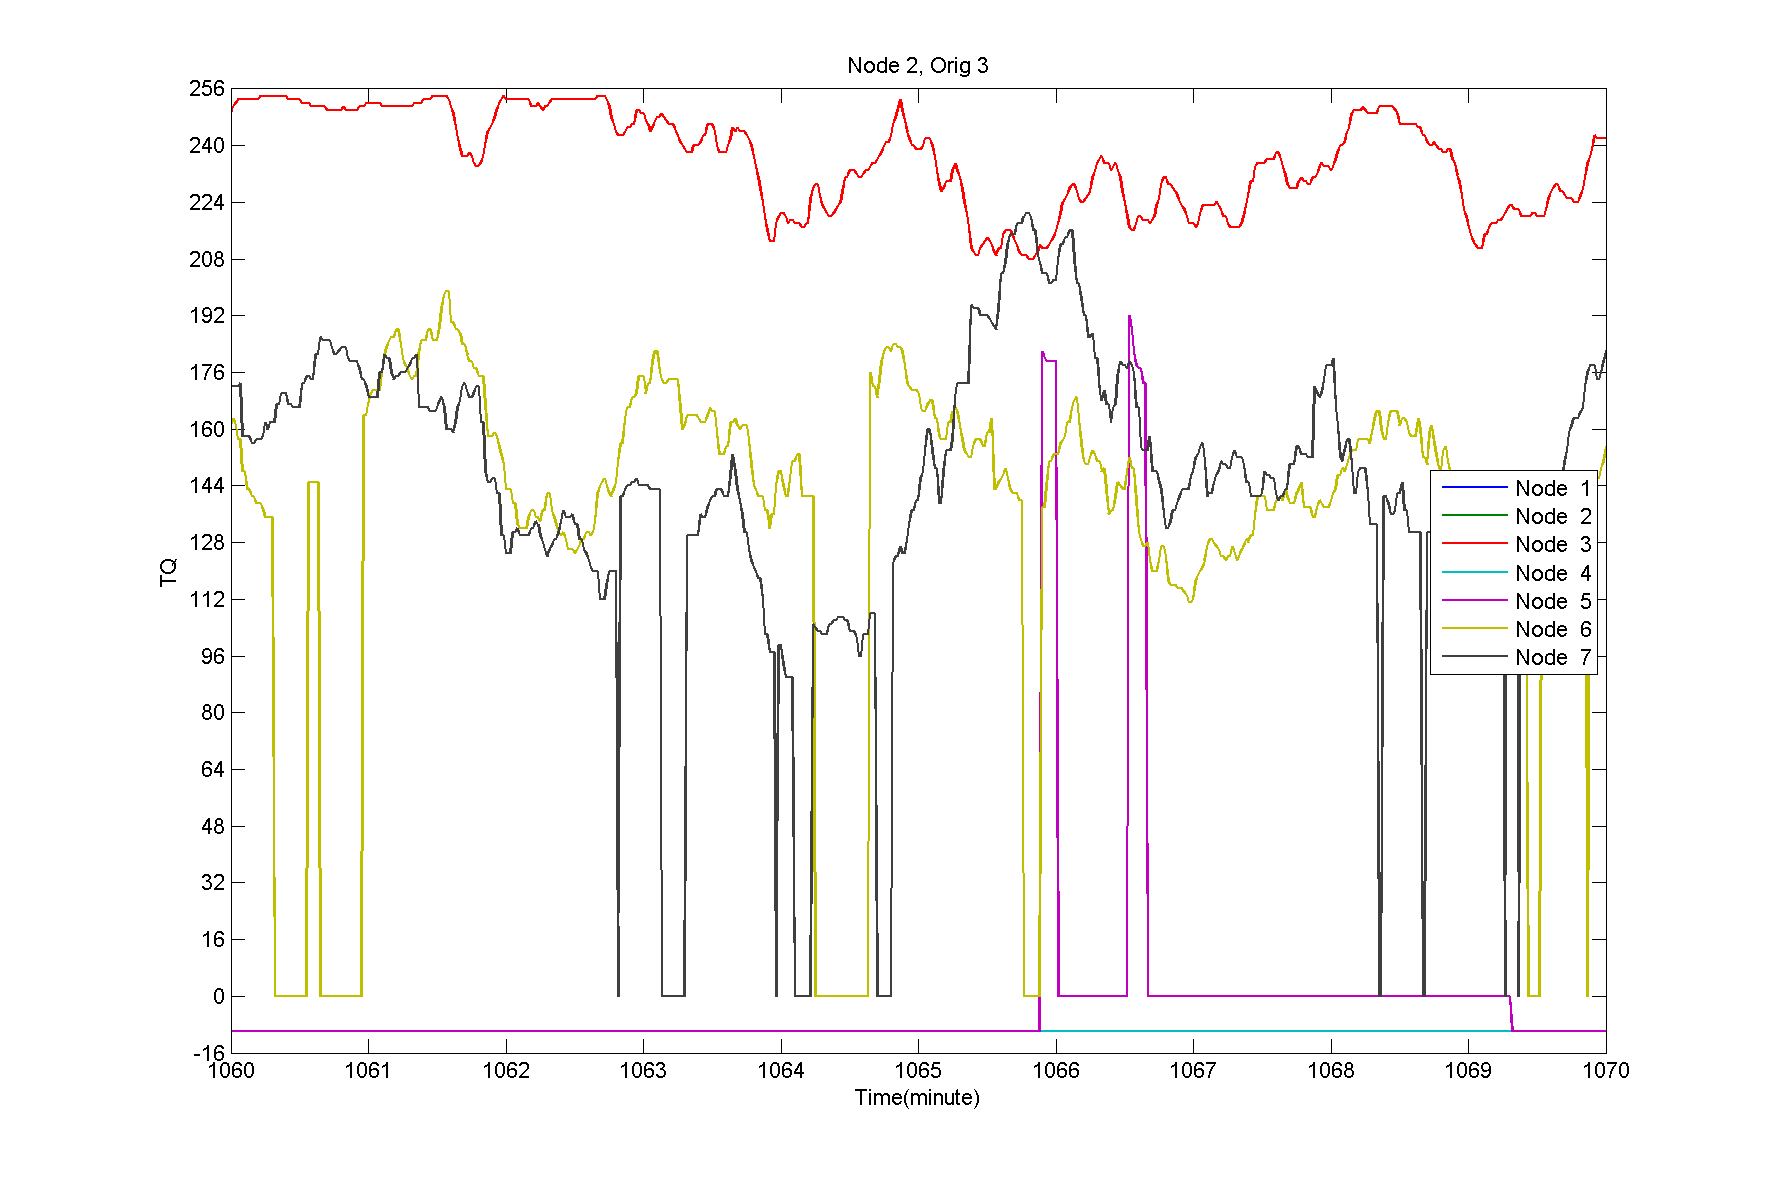 Node 2, Orig 3
256
240
224
208
192
176
160
144
128
112
96
80
64
48
32
16
0
-16
TQ
Node 1
Node 2
Node 3
Node 4
Node 5
Node 6
Node 7
1060 1061 1062 1063 1064 1065 1066 1067 1068 1069 1070
Time(minute)